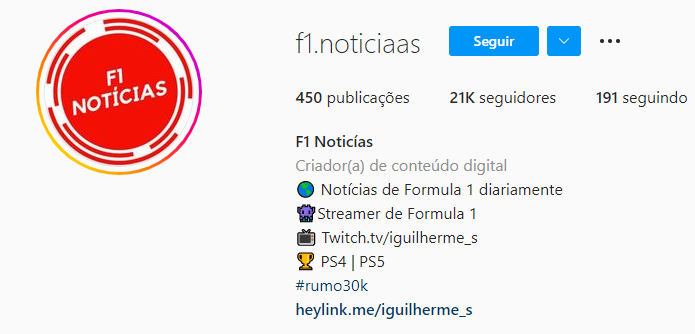 F1
NOTÍCIAS
f1.noticiaas
Seguir
450 publicações 21K seguidores 191 seguindo
F1 Notícías
Criador(a) de conteúdo digital
🌎 Notícias de Formula 1 diariamente
👾Streamer de Formula 1
📺 Twitch.tv/iguilherme_s
🏆 PS4 | PS5
#rumo30k
heylink.me/iguilherme_s